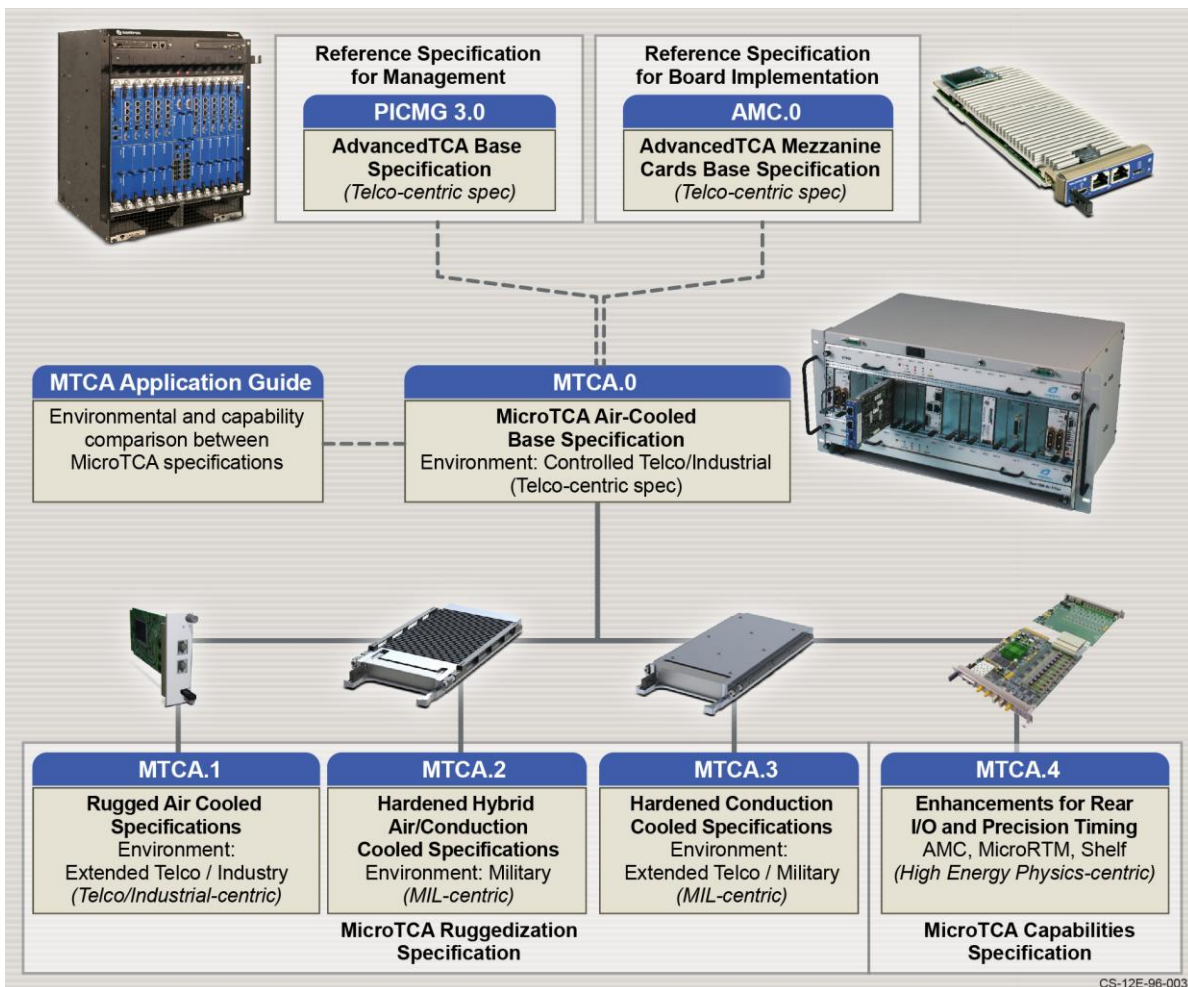 Reference Specification
for Management
PICMG 3.0
AdvancedTCA Base
Specification
(Telco-centric spec)
Reference Specification
for Board Implementation
AMC.0
AdvancedTCA Mezzanine
Cards Base Specification
(Telco-centric spec)
MTCA Application Guide
Environmental and capability
comparison between
MicroTCA specifications
MTCA.0
MicroTCA Air-Cooled
Base Specification
Environment: Controlled Telco/Industrial
(Telco-centric spec)
MTCA.1
Rugged Air Cooled
Specifications
Environment:
Extended Telco / Industry
(Telco/Industrial-centric)
MTCA.2
Hardened Hybrid
Air/Conduction
Cooled Specifications
Environment: Military
(MIL-centric)
MTCA.3
Hardened Conduction
Cooled Specifications
Environment:
Extended Telco / Military
(MIL-centric)
MicroTCA Ruggedization
Specification
MTCA.4
Enhancements for Rear
I/O and Precision Timing
AMC, MicroRTM, Shelf
(High Energy Physics-centric)
MicroTCA Capabilities
Specification
CS-12E-96-003